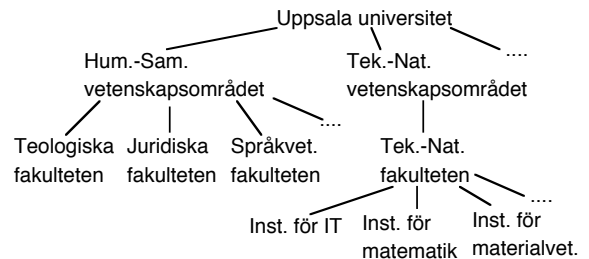 Uppsala universitet
Hum.-Sam.
vetenskapsområdet
Tek.-Nat.
vetenskapsområdet
....
Teologiska
fakulteten
Juridiska
fakulteten
Språkvet.
fakulteten
....
Tek.-Nat.
fakulteten
Inst. för IT
Inst. för
matematik
Inst. för
materialvet.
....